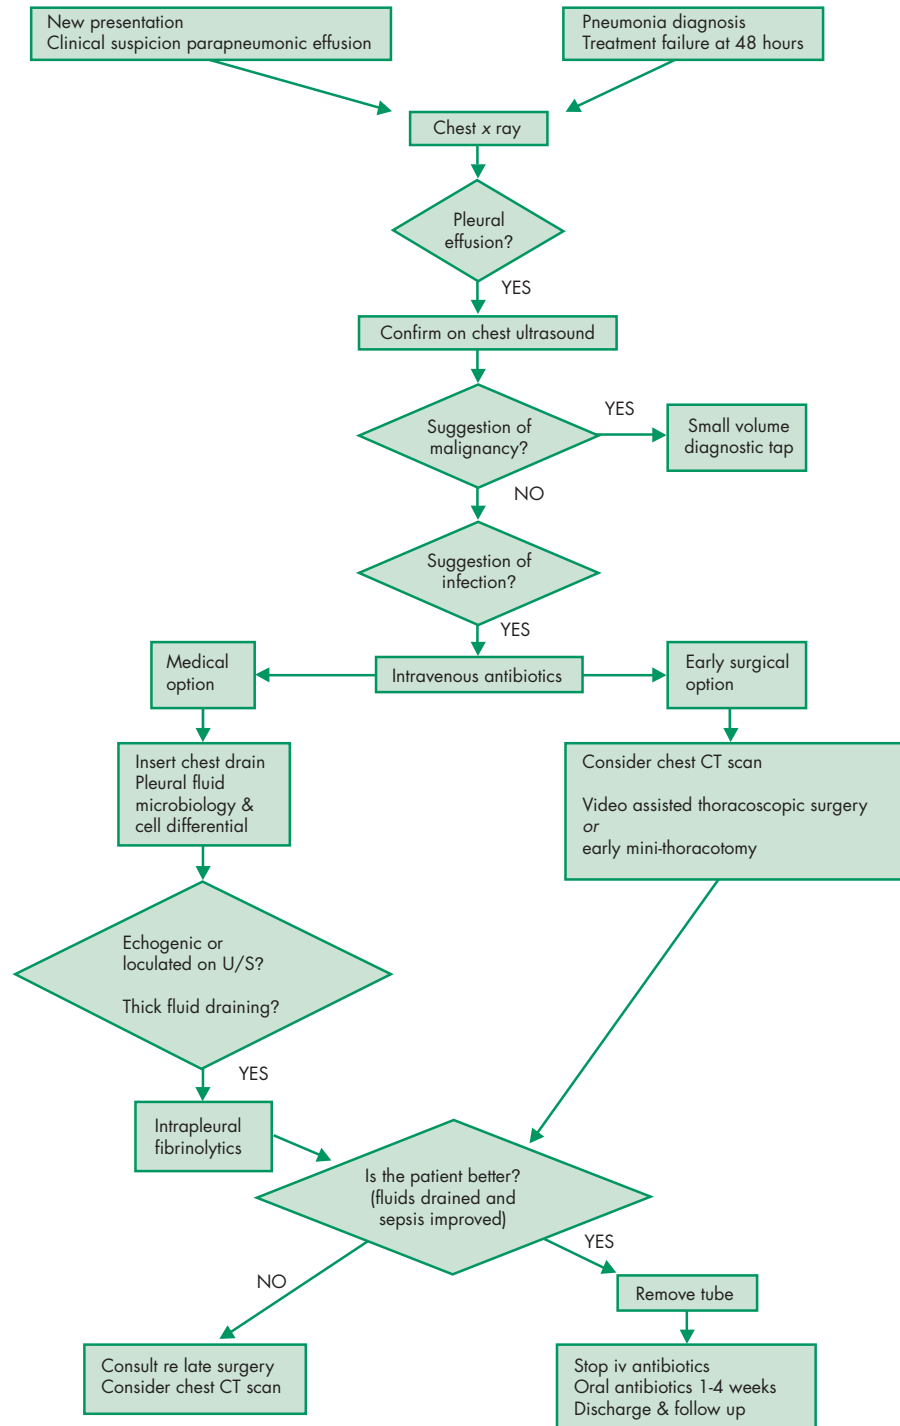 New presentation
Clinical suspicion parapneumonic effusion
Pneumonia diagnosis
Treatment failure at 48 hours
Chest x ray
Pleural
effusion?
YES
Confirm on chest ultrasound
Suggestion of
malignancy?
YES
Small volume
diagnostic tap
NO
Suggestion of
infection?
YES
Medical
option
Intravenous antibiotics
Early surgical
option
Insert chest drain
Pleural fluid
microbiology &
cell differential
Consider chest CT scan
Video assisted thoracoscopic surgery
or
early mini-thoracotomy
Echogenic or
loculated on U/S?
Thick fluid draining?
YES
Intrapleural
fibrinolytics
Is the patient better?
(fluids drained and
sepsis improved)
YES
NO
Remove tube
Consult re late surgery
Consider chest CT scan
Stop iv antibiotics
Oral antibiotics 1-4 weeks
Discharge & follow up